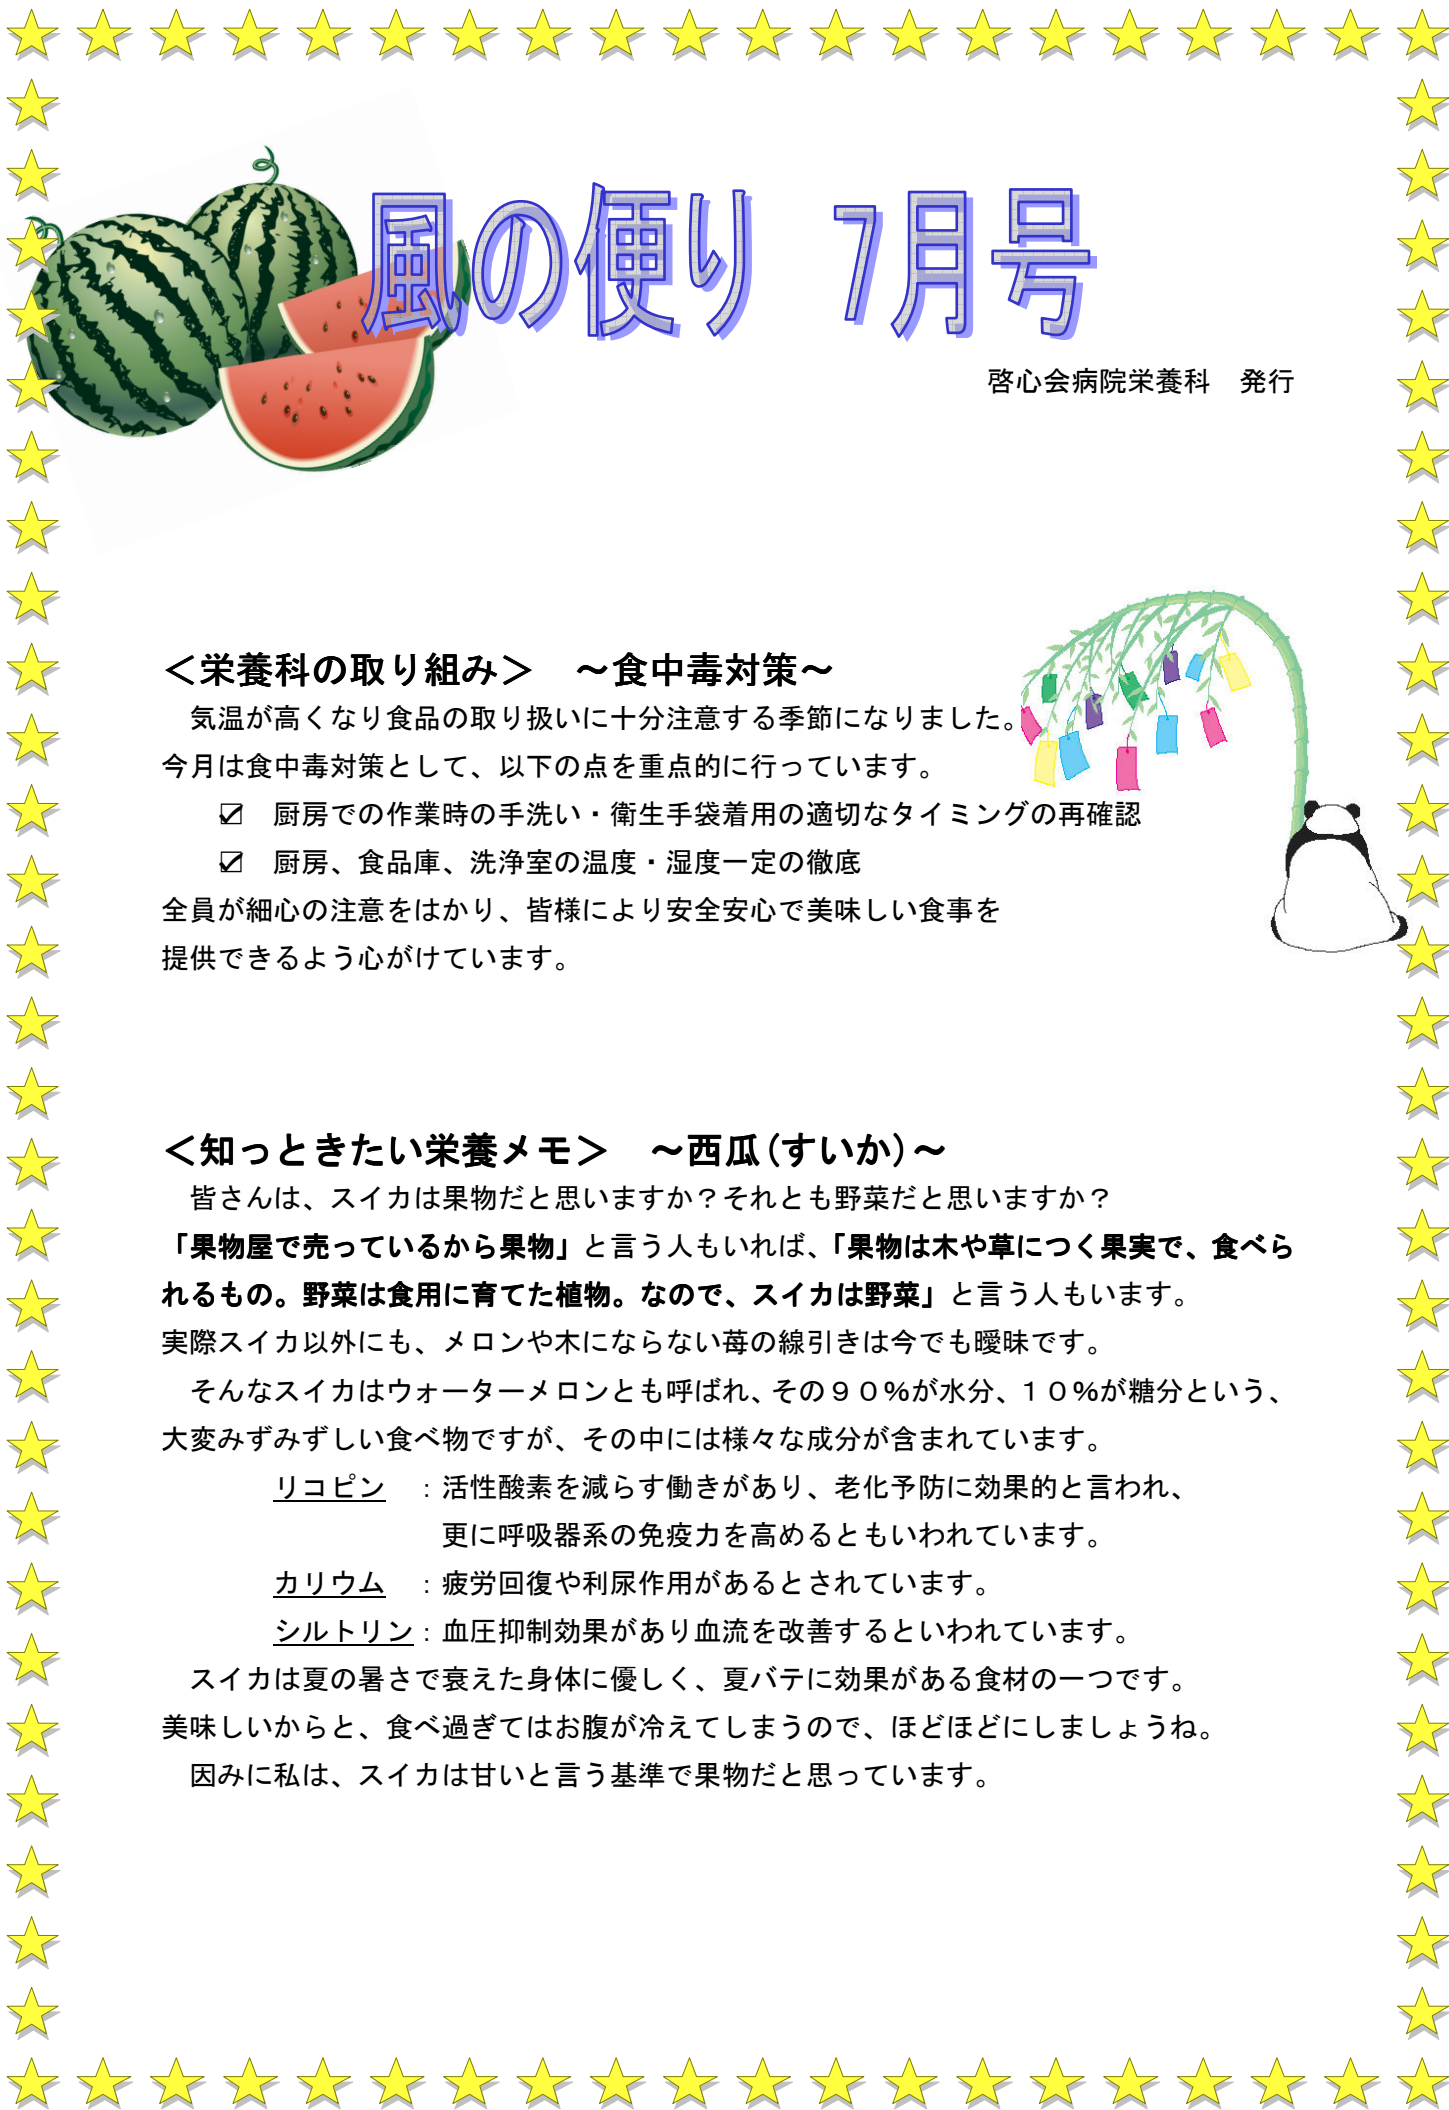 風の便り　7月号
啓心会病院栄養科　発行
＜栄養科の取り組み＞　～食中毒対策～
気温が高くなり食品の取り扱いに十分注意する季節になりました。
今月は食中毒対策として、以下の点を重点的に行っています。
☑　厨房での作業時の手洗い・衛生手袋着用の適切なタイミングの再確認
☑　厨房、食品庫、洗浄室の温度・湿度一定の徹底
全員が細心の注意をはかり、皆様により安全安心で美味しい食事を
提供できるよう心がけています。
＜知っときたい栄養メモ＞　～西瓜(すいか)～
皆さんは、スイカは果物だと思いますか？それとも野菜だと思いますか？
「果物屋で売っているから果物」と言う人もいれば、「果物は木や草につく果実で、食べら
れるもの。野菜は食用に育てた植物。なので、スイカは野菜」と言う人もいます。
実際スイカ以外にも、メロンや木にならない苺の線引きは今でも曖昧です。
そんなスイカはウォーターメロンとも呼ばれ、その９０％が水分、１０％が糖分という、
大変みずみずしい食べ物ですが、その中には様々な成分が含まれています。
リコピン　：活性酸素を減らす働きがあり、老化予防に効果的と言われ、
更に呼吸器系の免疫力を高めるともいわれています。
カリウム　：疲労回復や利尿作用があるとされています。
シルトリン：血圧抑制効果があり血流を改善するといわれています。
スイカは夏の暑さで衰えた身体に優しく、夏バテに効果がある食材の一つです。
美味しいからと、食べ過ぎてはお腹が冷えてしまうので、ほどほどにしましょうね。
因みに私は、スイカは甘いと言う基準で果物だと思っています。